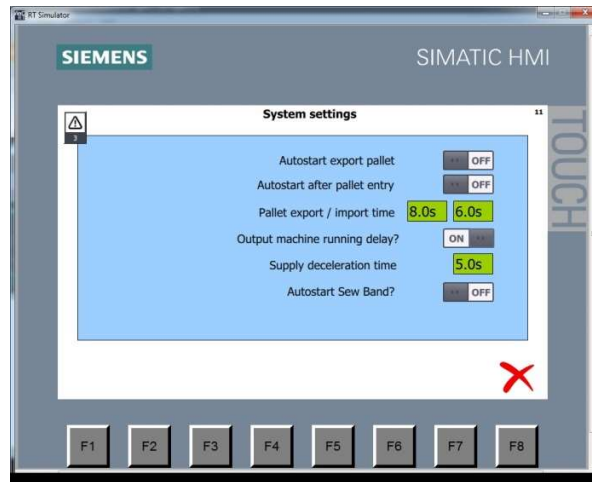 RT Simulator
SIEMENS
SIMATIC HMI
TOUCH
System settings
11
3
Autostart export pallet OFF
Autostart after pallet entry OFF
Pallet export / import time 8.0s 6.0s
Output machine running delay? ON
Supply deceleration time 5.0s
Autostart Sew Band? OFF
F1 F2 F3 F4 F5 F6 F7 F8